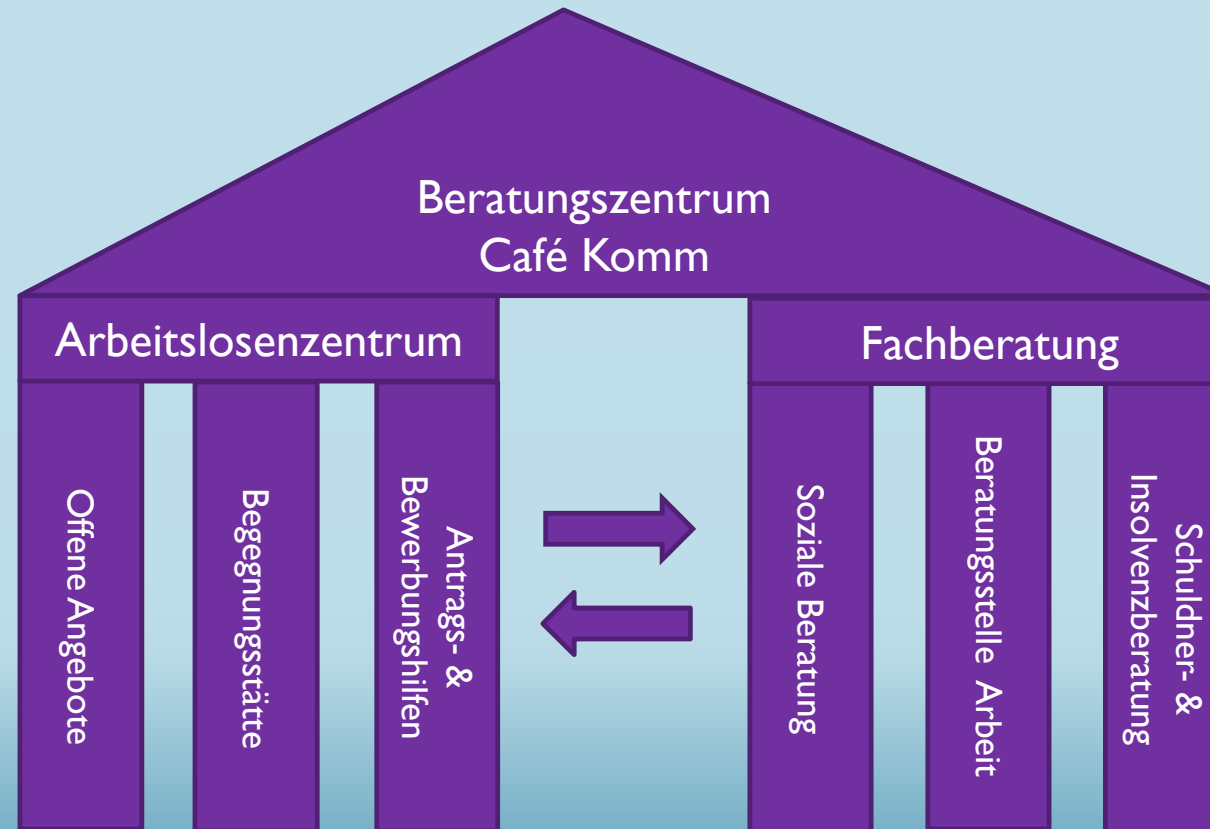 Beratungszentrum
Café Komm
Arbeitslosenzentrum
Fachberatung
Offene Angebote
Begegnungsstätte
Antrags- &
Bewerbungshilfen
Soziale Beratung
Beratungsstelle Arbeit
Schuldner- &
Insolvenzberatung